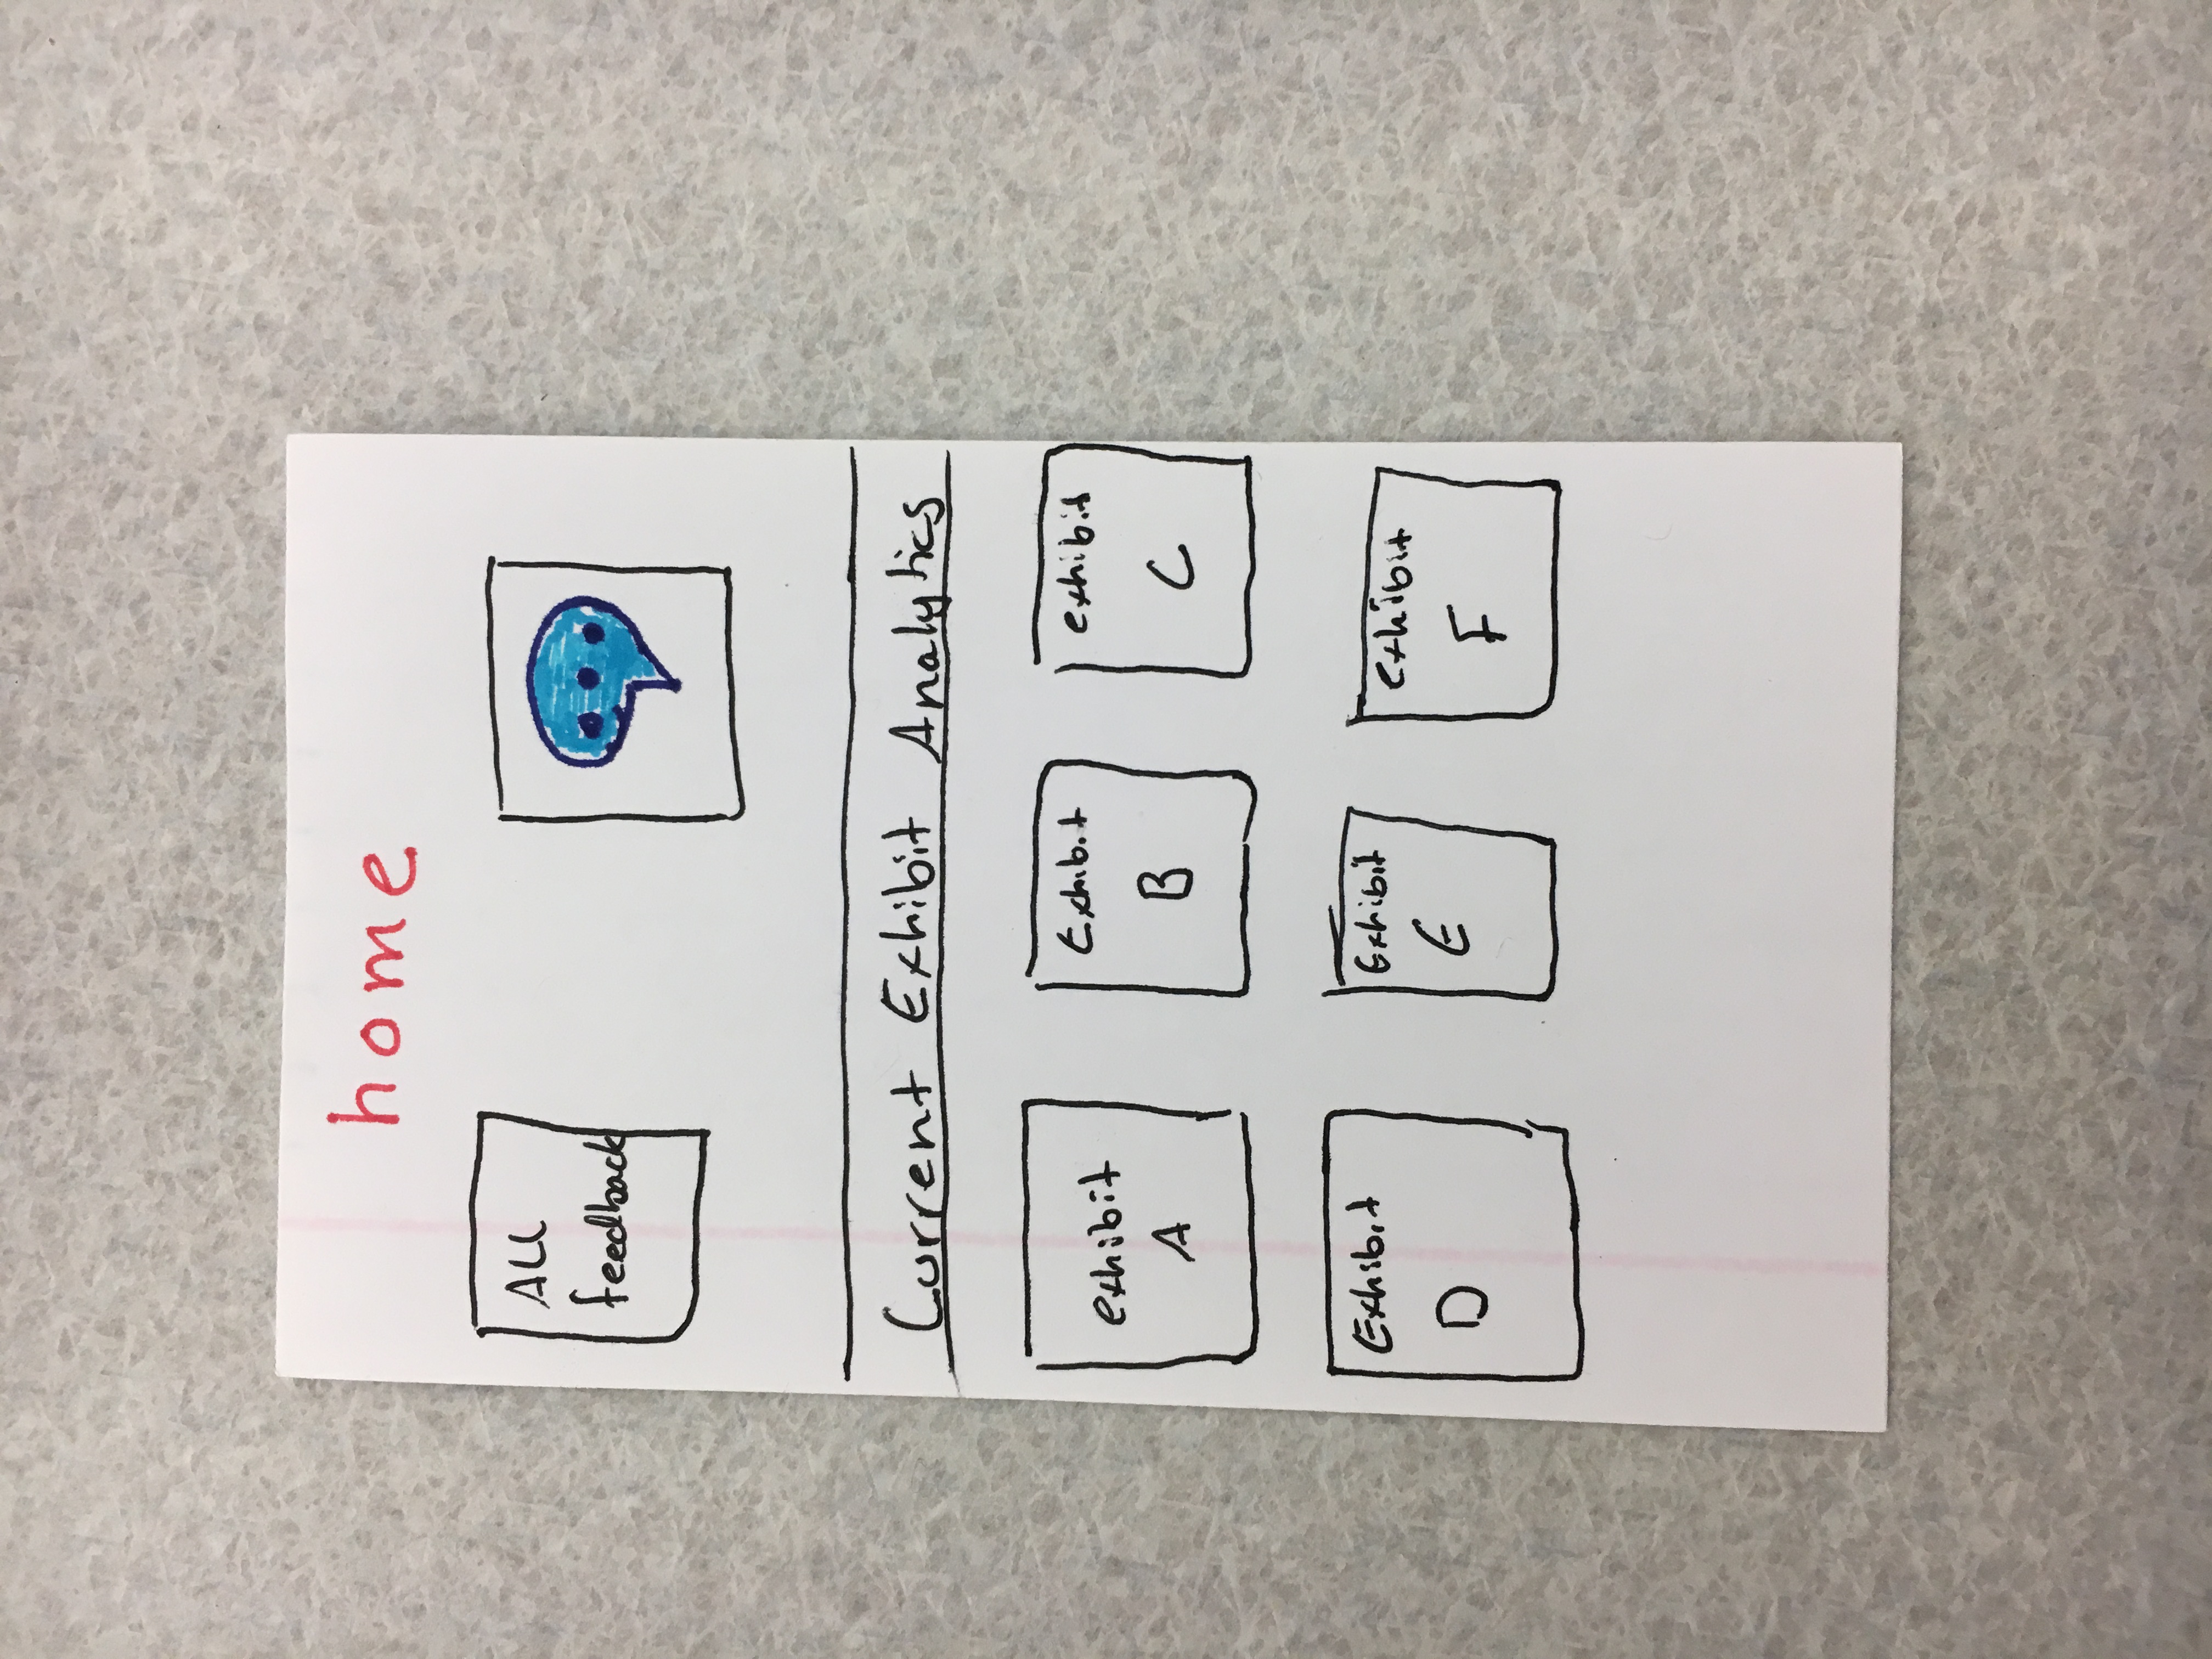 home
ALL
feedback
Current Exhibit Analytics
exhibit
A
Exhibit
B
exhibit
C
Exhibit
D
Exhibit
E
exhibit
F